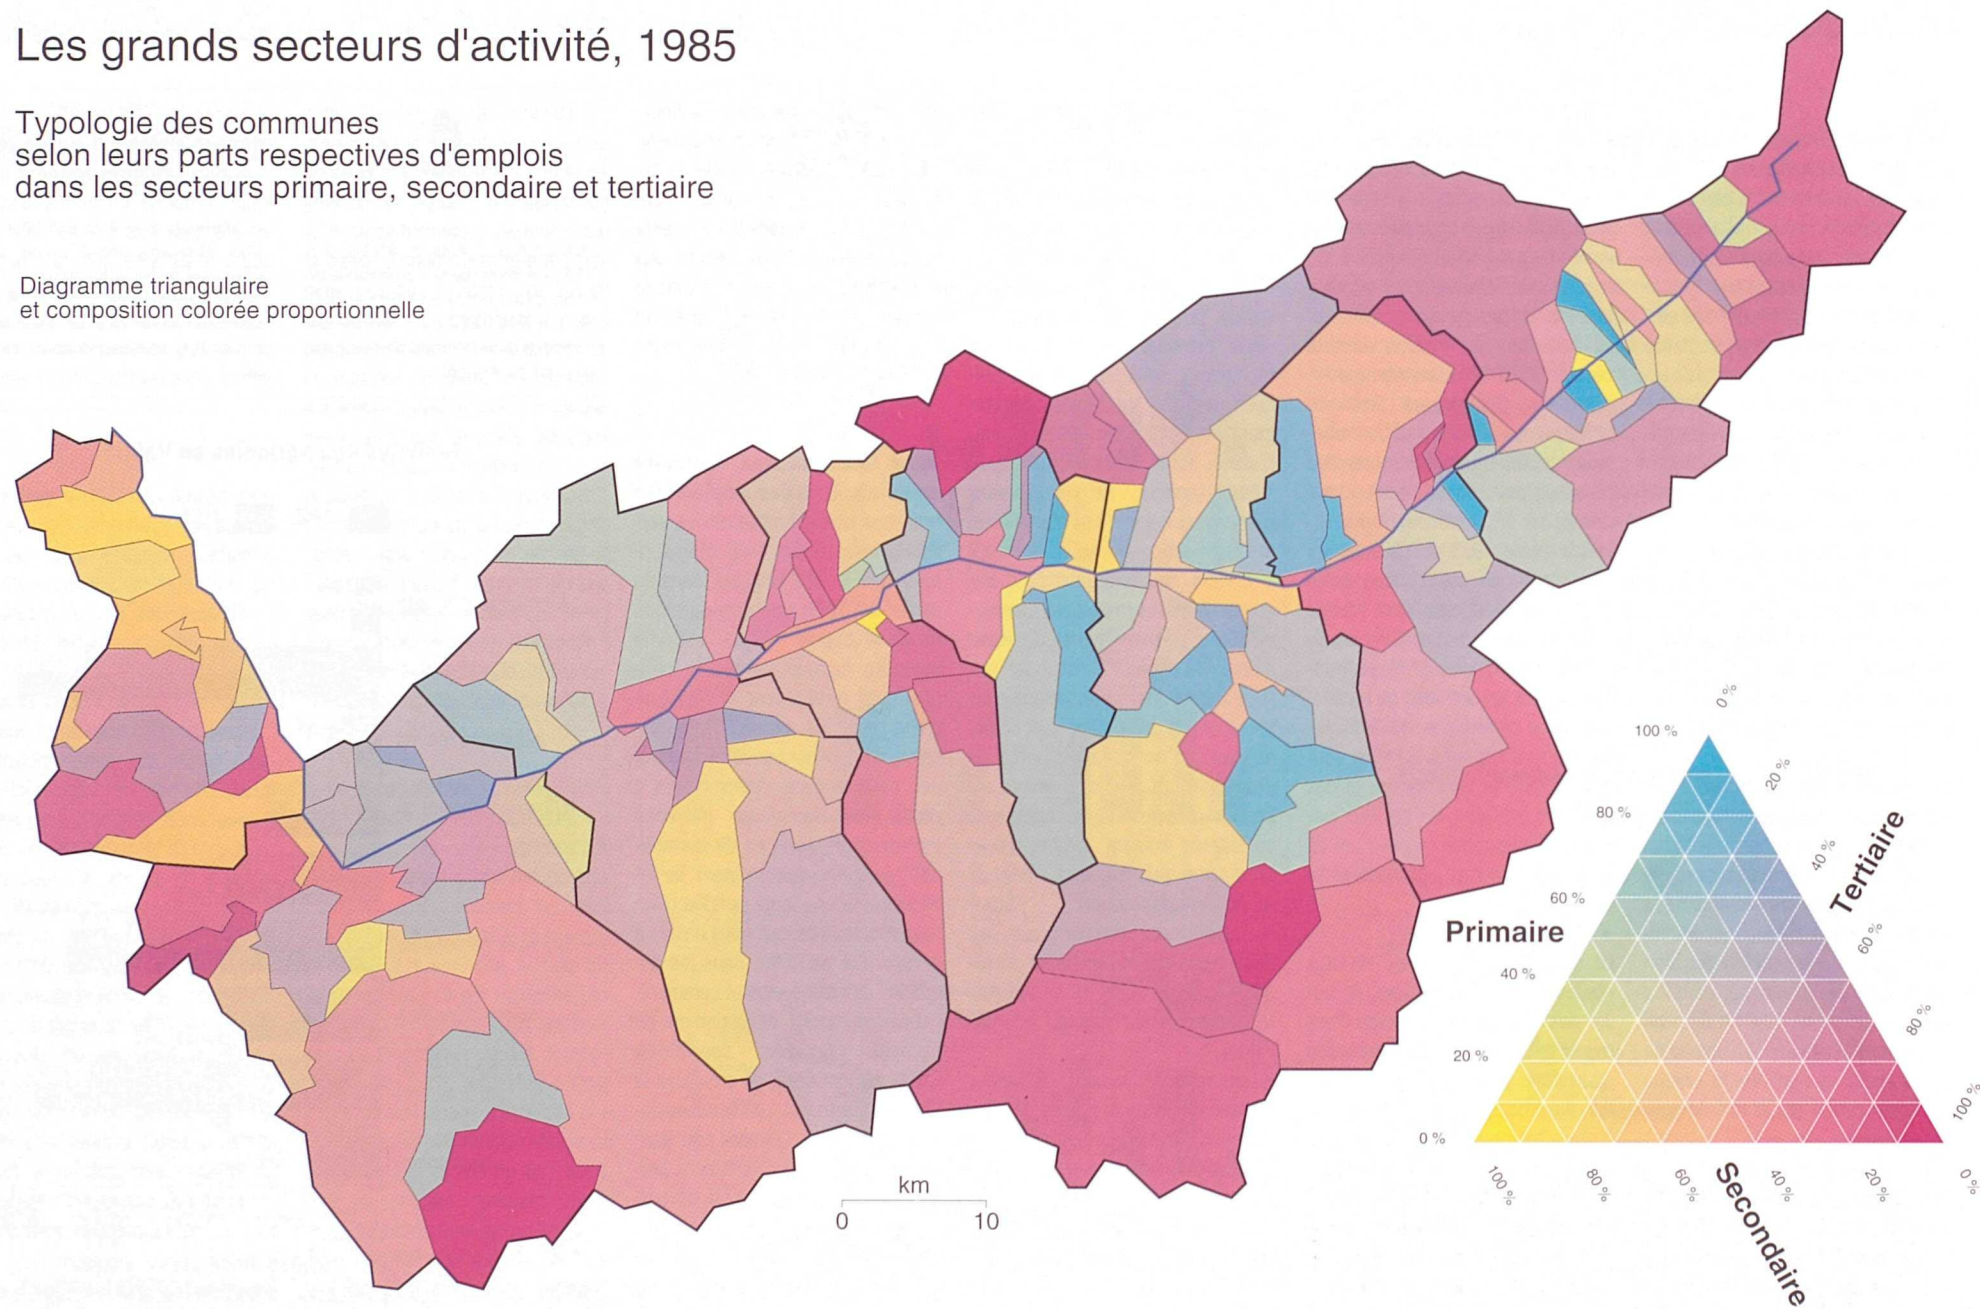 Les grands secteurs d'activité, 1985
Typologie des communes
selon leurs parts respectives d'emplois
dans les secteurs primaire, secondaire et tertiaire
Diagramme triangulaire
et composition colorée proportionnelle
0 %
100 %
20 %
80 %
40 %
Tertiaire
60 %
Primaire
60 %
40 %
80 %
20 %
100 %
0 %
100 %
80 %
60 %
Secondaire
40 %
20 %
0 %
km
0 10